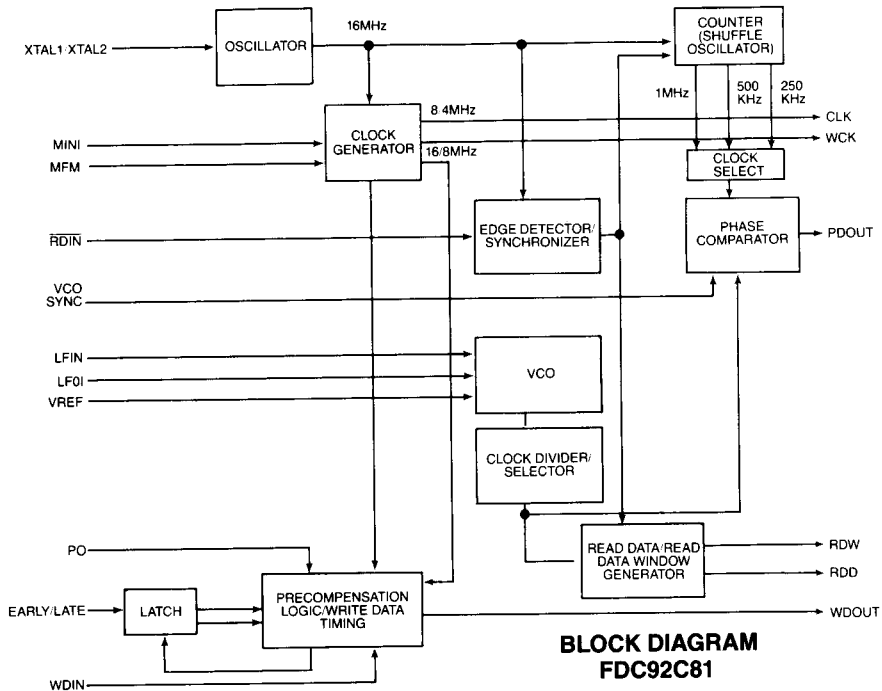 COUNTER
(SHUFFLE
OSCILLATOR)
16MHz
XTAL1/XTAL2
OSCILLATOR
1MHz
500
KHz
250
KHz
8·4MHz
CLK
MINI
CLOCK
GENERATOR
WCK
16/8MHz
MFM
CLOCK
SELECT
RDIN
EDGE DETECTOR/
SYNCHRONIZER
PHASE
COMPARATOR
PDOUT
VCO
SYNC
LFIN
VCO
LF0I
VREF
CLOCK DIVIDER/
SELECTOR
PO
READ DATA/READ
DATA WINDOW
GENERATOR
RDW
RDD
EARLY/LATE
LATCH
PRECOMPENSATION
LOGIC/WRITE DATA
TIMING
WDOUT
WDIN
BLOCK DIAGRAM
FDC92C81